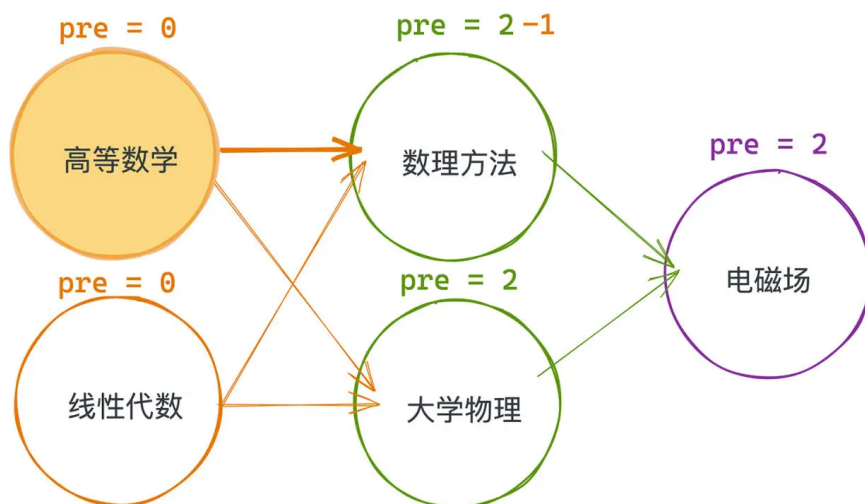 pre = 0
pre = 2 -1
高等数学
数理方法
pre = 2
pre = 0
pre = 2
电磁场
线性代数
大学物理